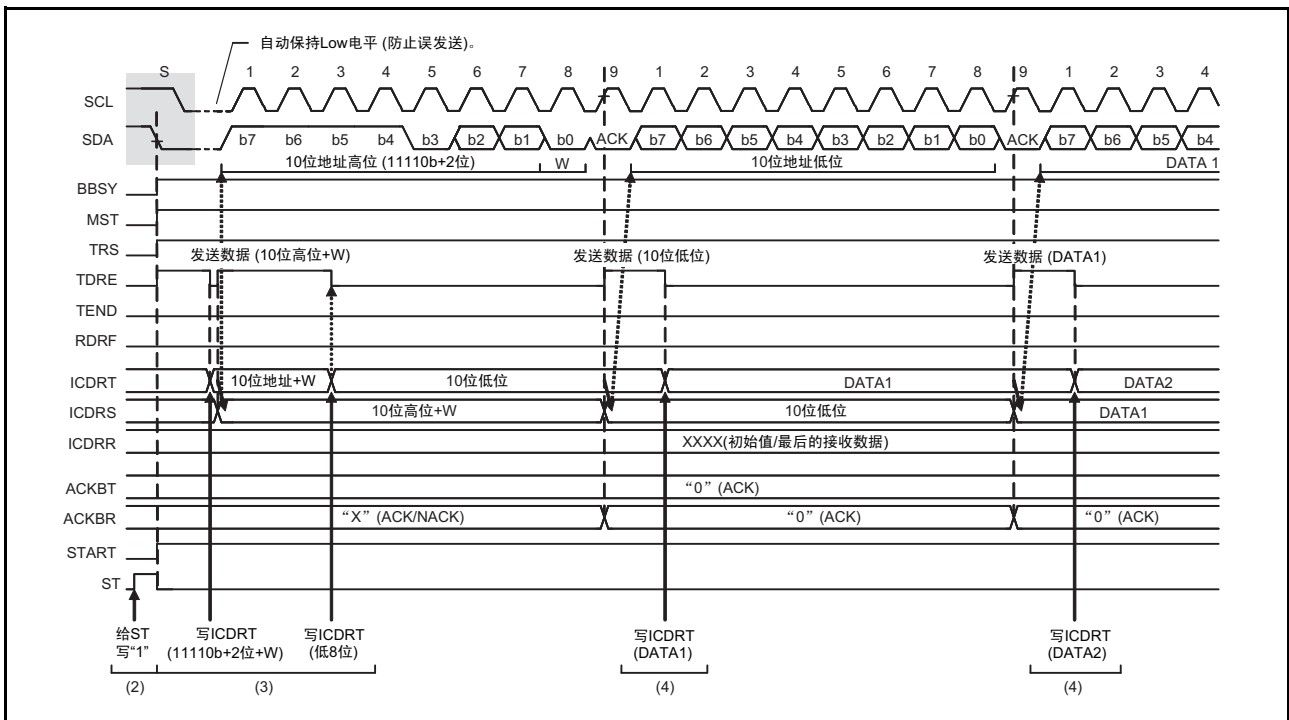 自动保持Low电平 (防止误发送)。
S 1 2 3 4 5 6 7 8 9 1 2 3 4 5 6 7 8 9 1 2 3 4
SCL
SDA b7 b6 b5 b4 b3 b2 b1 b0 ACK b7 b6 b5 b4 b3 b2 b1 b0 ACK b7 b6 b5 b4
10位地址高位 (11110b+2位) W 10位地址低位 DATA 1
BBSY
MST
TRS
发送数据 (10位高位+W) 发送数据 (10位低位) 发送数据 (DATA1)
TDRE
TEND
RDRF
ICDRT 10位地址+W 10位低位 DATA1 DATA2
ICDRS 10位高位+W 10位低位 DATA1
ICDRR XXXX(初始值/最后的接收数据)
ACKBT “0” (ACK)
ACKBR “X” (ACK/NACK) “0” (ACK) “0” (ACK)
START
ST
给ST 写ICDRT 写ICDRT 写ICDRT 写ICDRT
写“1” (11110b+2位+W) (低8位) (DATA1) (DATA2)
(2) (3) (4) (4)